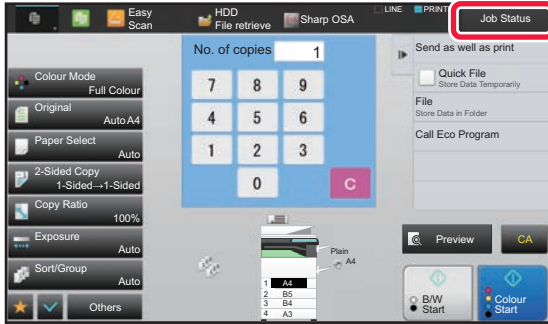 Easy
Scan
HDD
File retrieve
Sharp OSA
LINE
PRINT
Job Status
No. of copies
1
Send as well as print
Quick File
Store Data Temporarily
File
Store Data in Folder
Call Eco Program
Colour Mode
Full Colour
Original
Auto A4
Paper Select
Auto
2-Sided Copy
1-Sided→1-Sided
Copy Ratio
100%
Exposure
Auto
Sort/Group
Auto
Others
7 8 9
4 5 6
1 2 3
0 C
Plain
A4
1 A4
2 B5
3 B4
4 A3
Preview
CA
B/W
Start
Colour
Start